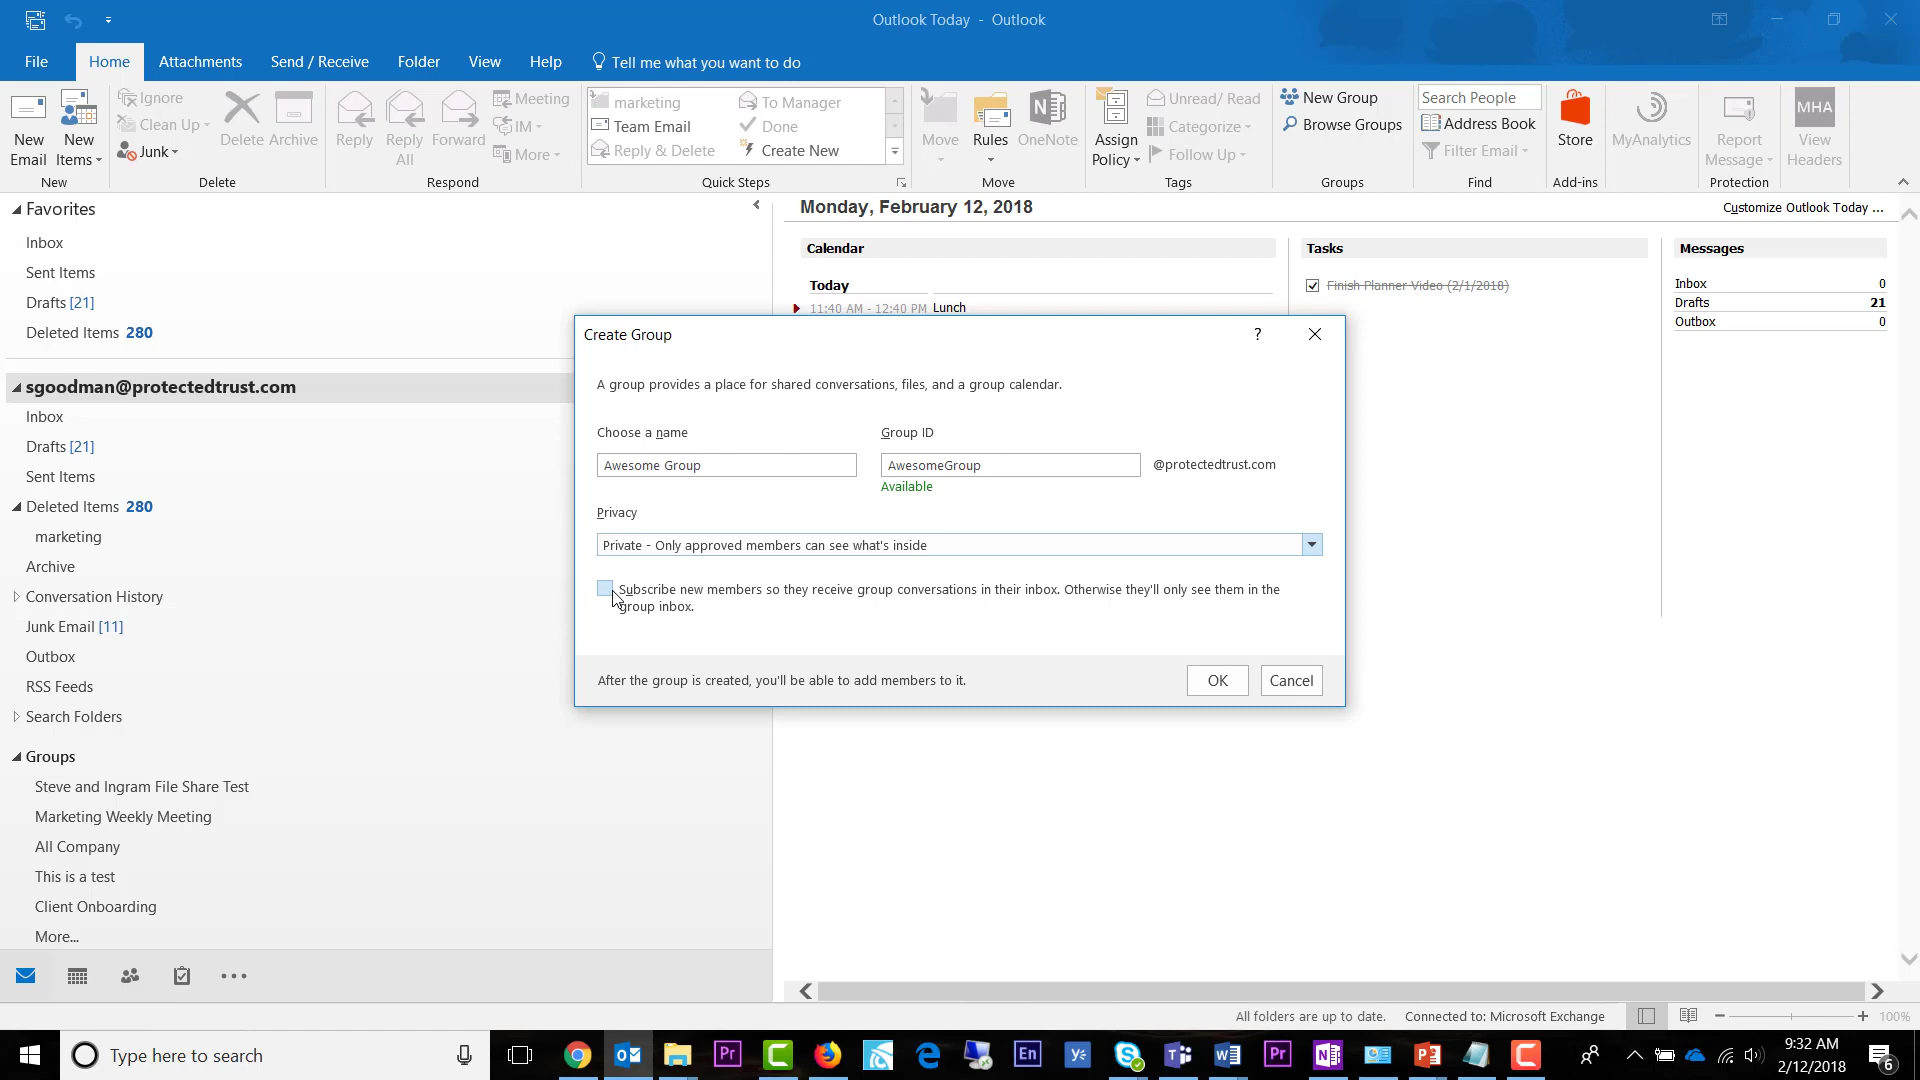 Outlook Today - Outlook
File Home Attachments Send / Receive Folder View Help Tell me what you want to do
New Email
New Items
New
Ignore
Clean Up
Junk
Delete
Archive
Delete
Reply
Reply All
Forward
Meeting
IM
More
Respond
marketing
Team Email
Reply & Delete
To Manager
Done
Create New
Quick Steps
Move
Rules
OneNote
Move
Assign Policy
Unread/ Read
Categorize
Follow Up
Tags
New Group
Browse Groups
Groups
Search People
Address Book
Filter Email
Find
Store
Add-ins
MyAnalytics
Report Message
Protection
MHA
View Headers
Favorites
Inbox
Sent Items
Drafts [21]
Deleted Items 280
sgoodman@protectedtrust.com
Inbox
Drafts [21]
Sent Items
Deleted Items 280
marketing
Archive
Conversation History
Junk Email [11]
Outbox
RSS Feeds
Search Folders
Groups
Steve and Ingram File Share Test
Marketing Weekly Meeting
All Company
This is a test
Client Onboarding
More...
Monday, February 12, 2018
Customize Outlook Today ...
Calendar
Today
11:40 AM - 12:40 PM Lunch
Tasks
Finish Planner Video (2/1/2018)
Messages
Inbox 0
Drafts 21
Outbox 0
Create Group
?
A group provides a place for shared conversations, files, and a group calendar.
Choose a name
Group ID
Awesome Group
AwesomeGroup
@protectedtrust.com
Available
Privacy
Private - Only approved members can see what's inside
Subscribe new members so they receive group conversations in their inbox. Otherwise they'll only see them in the
group inbox.
After the group is created, you'll be able to add members to it.
OK
Cancel
All folders are up to date. Connected to: Microsoft Exchange
100%
Type here to search
9:32 AM
2/12/2018
6